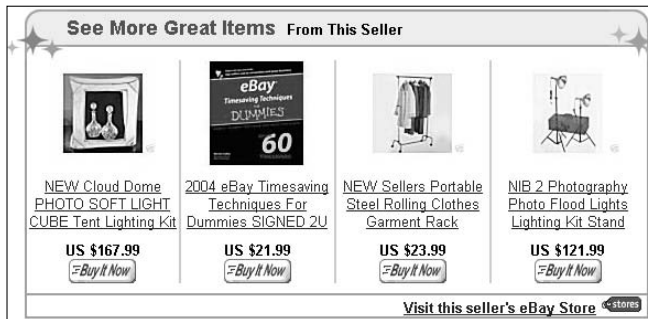 See More Great Items From This Seller
eBay
Timesaving Techniques
FOR
DUMMIES
60
NEW Cloud Dome
PHOTO SOFT LIGHT
CUBE Tent Lighting Kit
US $167.99
Buy It Now
2004 eBay Timesaving
Techniques For
Dummies SIGNED 2U
US $21.99
Buy It Now
NEW Sellers Portable
Steel Rolling Clothes
Garment Rack
US $23.99
Buy It Now
NIB 2 Photography
Photo Flood Lights
Lighting Kit Stand
US $121.99
Buy It Now
Visit this seller's eBay Store stores